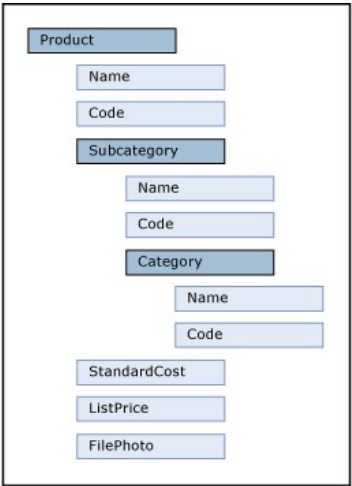 Product
Name
Code
Subcategory
Name
Code
Category
Name
Code
StandardCost
ListPrice
FilePhoto